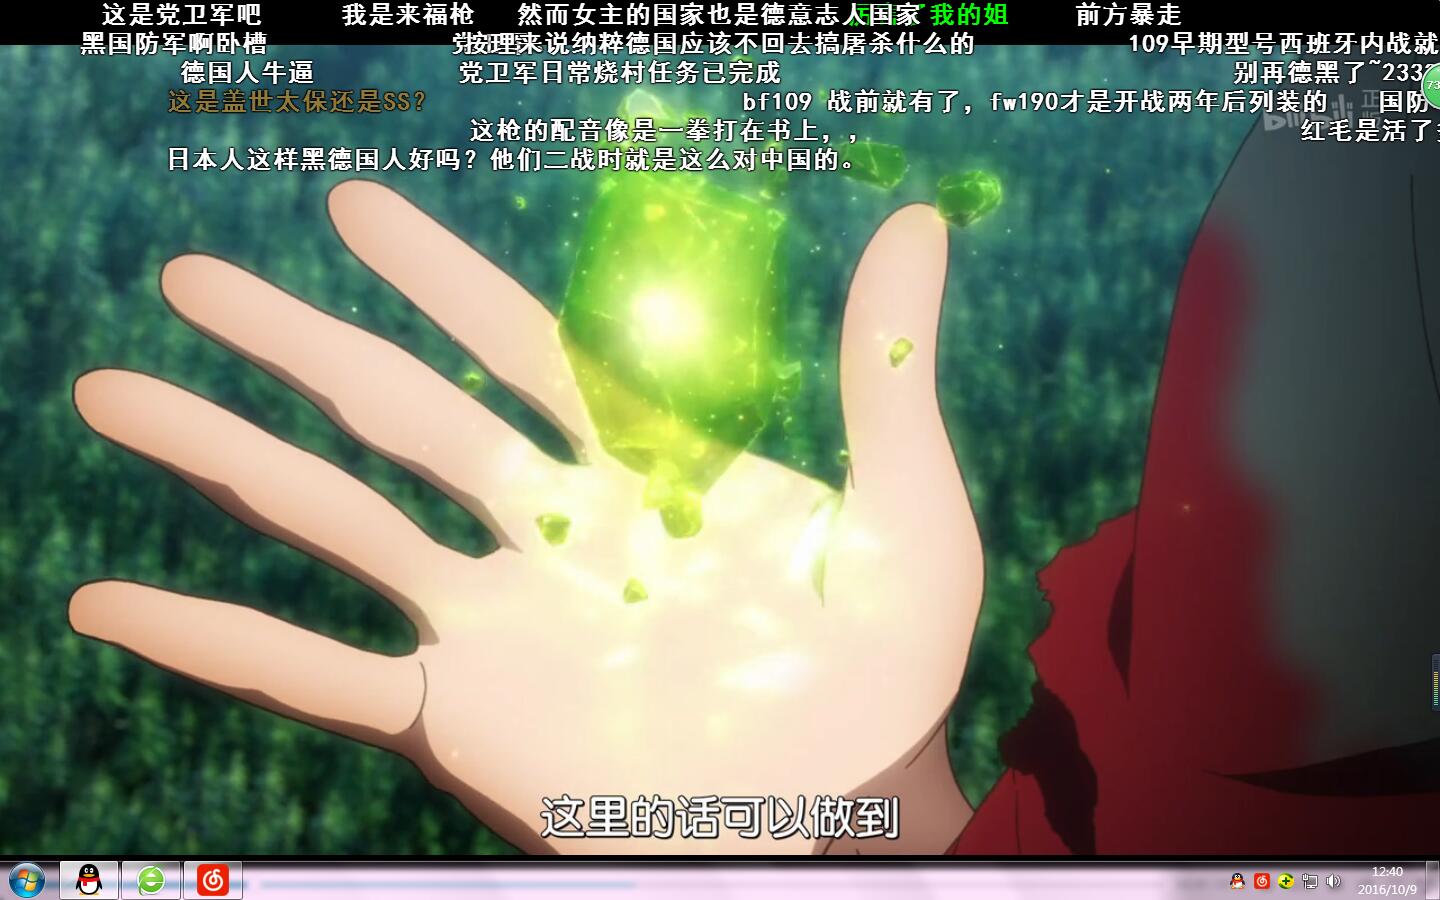 这是党卫军吧 我是来福枪 然而女主的国家也是德意志人国家 了我的姐 前方暴走
黑国防军啊卧槽 按理来说纳粹德国应该不回去搞屠杀什么的 109早期型号西班牙内战就
德国人牛逼 党卫军日常烧村任务已完成 别再德黑了~233
这是盖世太保还是SS? bf109 战前就有了，fw190才是开战两年后列装的 国防
这枪的配音像是一拳打在书上，， 红毛是活了
日本人这样黑德国人好吗？他们二战时就是这么对中国的。
bilibili 正
73
这里的话可以做到
12:40
2016/10/9